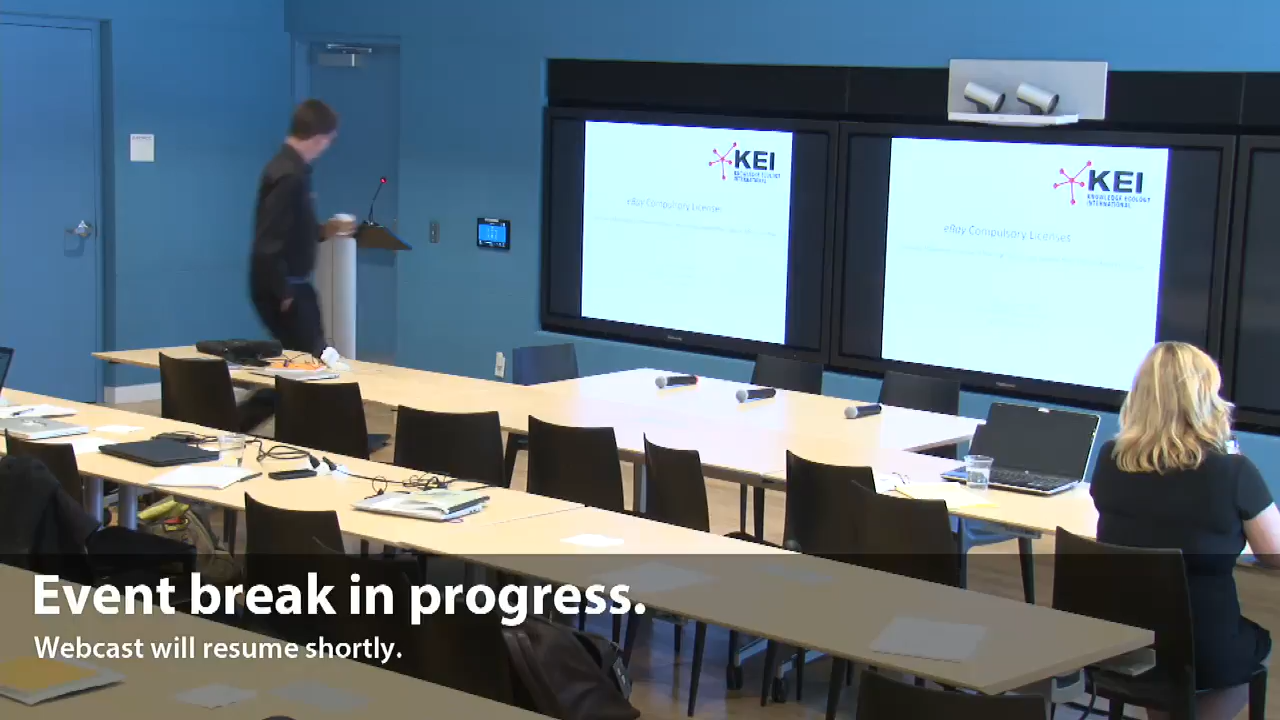 KEI
KNOWLEDGE ECOLOGY
INTERNATIONAL
eBay Compulsory Licenses
KEI
KNOWLEDGE ECOLOGY
INTERNATIONAL
eBay Compulsory Licenses
Event break in progress.
Webcast will resume shortly.